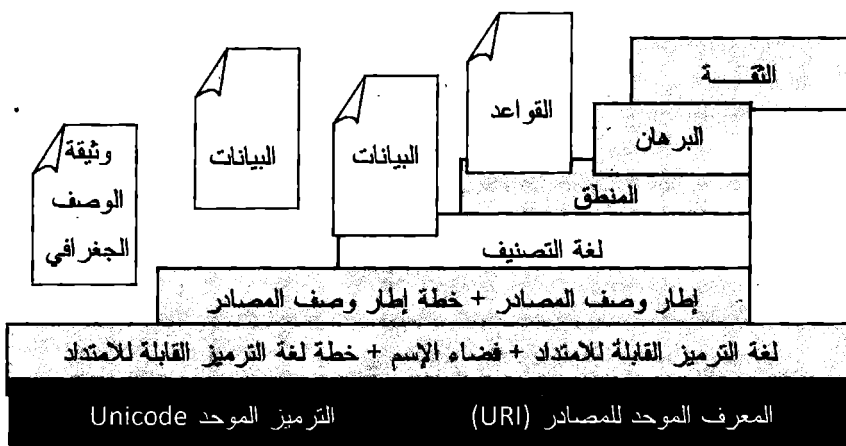 الثقــــة
القواعد
البرهان
البيانات
البيانات
وثيقة
الوصف
الجغرافي
المنطق
لغة التصنيف
إطار وصف المصادر + خطة إطار وصف المصادر
لغة الترميز القابلة للامتداد + فضاء الإسم + خطة لغة الترميز القابلة للامتداد
المعرف الموحد للمصادر (URI) الترميز الموحد Unicode